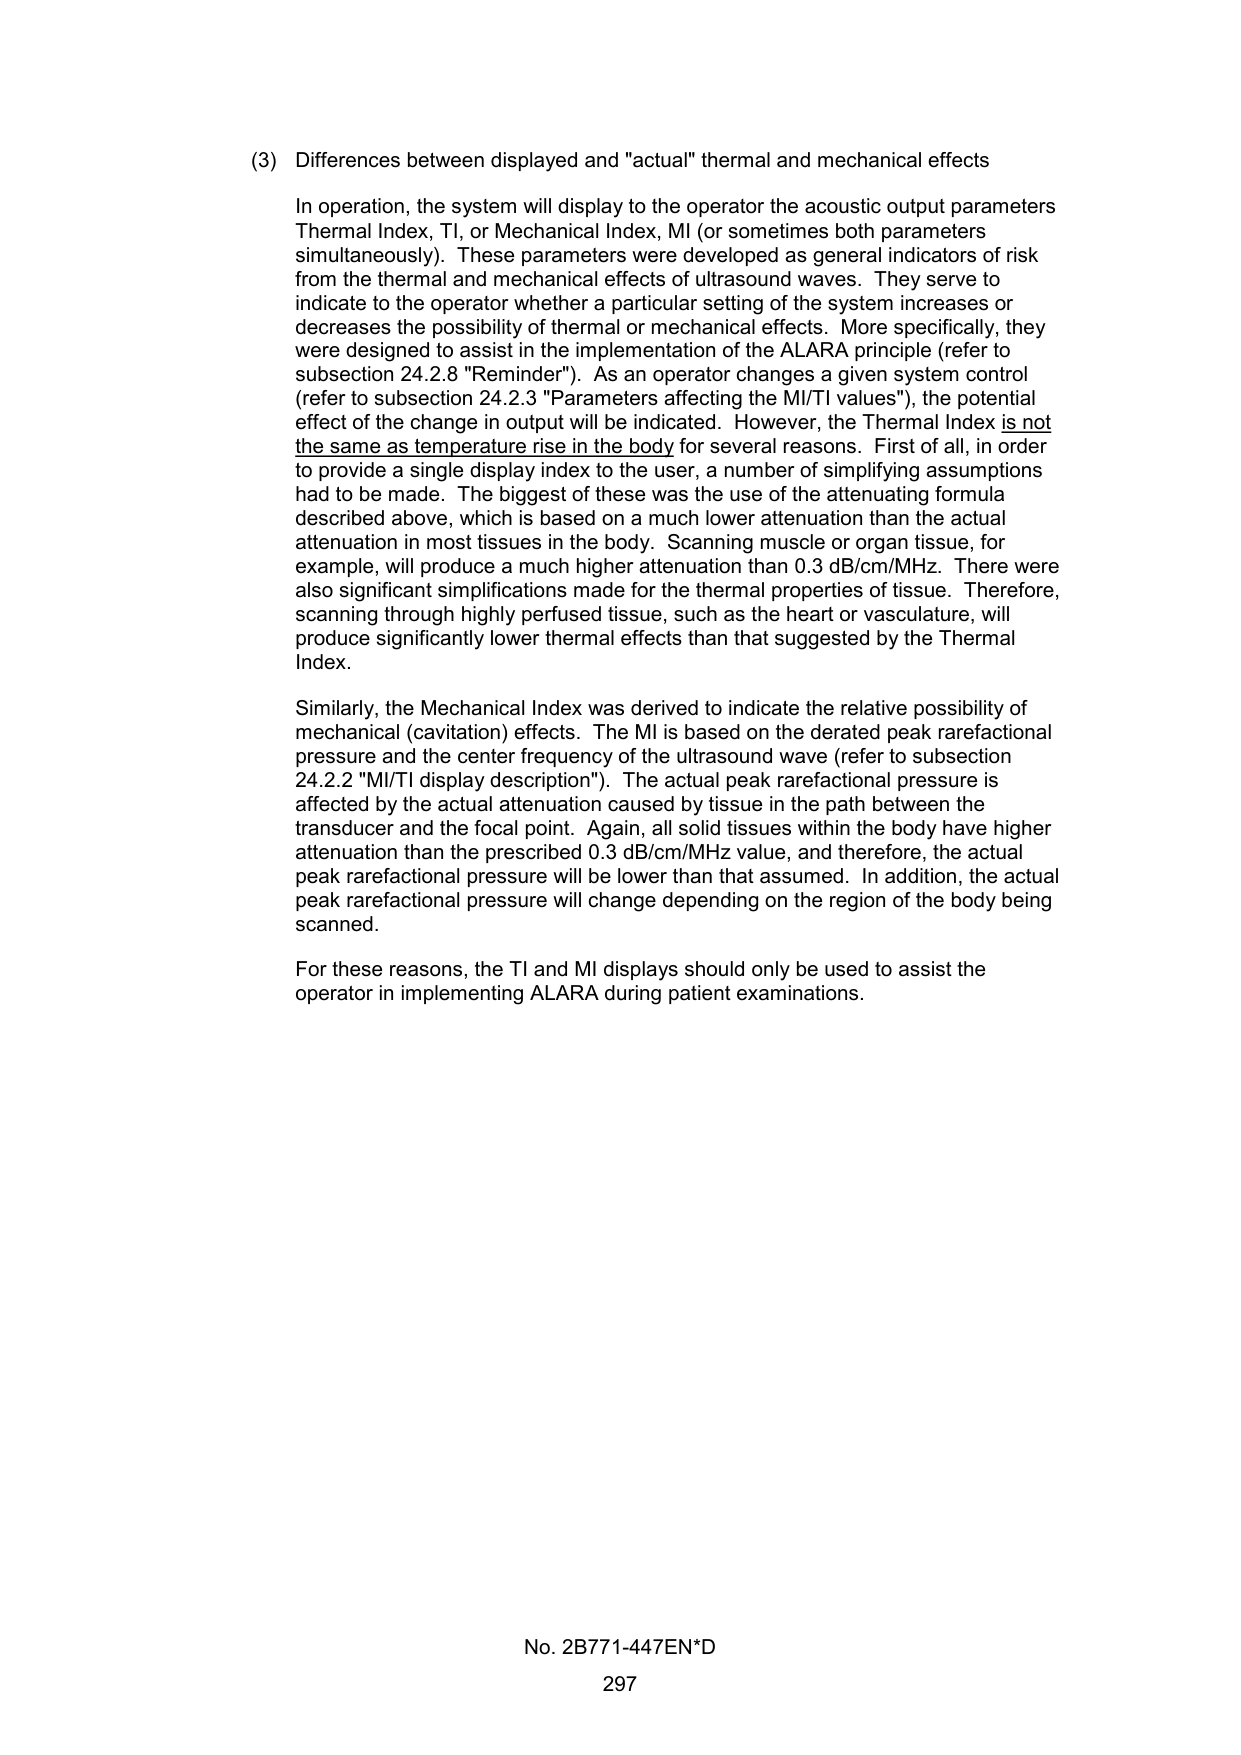 (3) Differences between displayed and "actual" thermal and mechanical effects
In operation, the system will display to the operator the acoustic output parameters
Thermal Index, TI, or Mechanical Index, MI (or sometimes both parameters
simultaneously).  These parameters were developed as general indicators of risk
from the thermal and mechanical effects of ultrasound waves.  They serve to
indicate to the operator whether a particular setting of the system increases or
decreases the possibility of thermal or mechanical effects.  More specifically, they
were designed to assist in the implementation of the ALARA principle (refer to
subsection 24.2.8 "Reminder").  As an operator changes a given system control
(refer to subsection 24.2.3 "Parameters affecting the MI/TI values"), the potential
effect of the change in output will be indicated.  However, the Thermal Index is not
the same as temperature rise in the body for several reasons.  First of all, in order
to provide a single display index to the user, a number of simplifying assumptions
had to be made.  The biggest of these was the use of the attenuating formula
described above, which is based on a much lower attenuation than the actual
attenuation in most tissues in the body.  Scanning muscle or organ tissue, for
example, will produce a much higher attenuation than 0.3 dB/cm/MHz.  There were
also significant simplifications made for the thermal properties of tissue.  Therefore,
scanning through highly perfused tissue, such as the heart or vasculature, will
produce significantly lower thermal effects than that suggested by the Thermal
Index.
Similarly, the Mechanical Index was derived to indicate the relative possibility of
mechanical (cavitation) effects.  The MI is based on the derated peak rarefactional
pressure and the center frequency of the ultrasound wave (refer to subsection
24.2.2 "MI/TI display description").  The actual peak rarefactional pressure is
affected by the actual attenuation caused by tissue in the path between the
transducer and the focal point.  Again, all solid tissues within the body have higher
attenuation than the prescribed 0.3 dB/cm/MHz value, and therefore, the actual
peak rarefactional pressure will be lower than that assumed.  In addition, the actual
peak rarefactional pressure will change depending on the region of the body being
scanned.
For these reasons, the TI and MI displays should only be used to assist the
operator in implementing ALARA during patient examinations.
No. 2B771-447EN*D
297